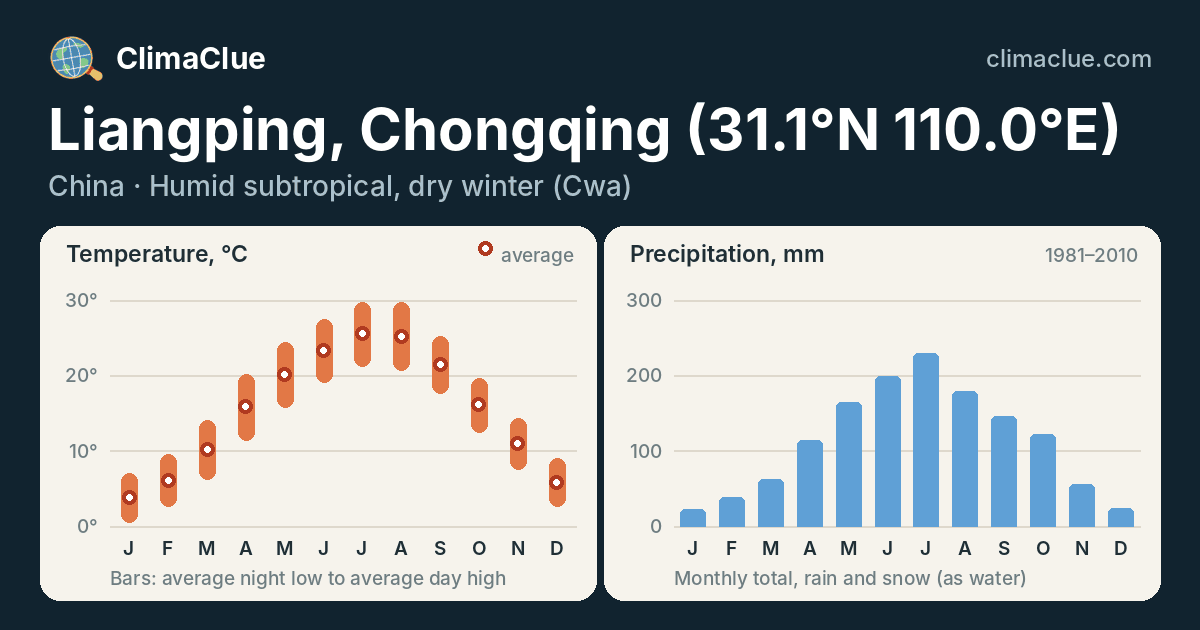 ClimaClue
climaclue.com
Liangping, Chongqing (31.1°N 110.0°E)
China · Humid subtropical, dry winter (Cwa)
Temperature, °C
average
30°
20°
10°
0°
J F M A M J J A S O N D
Bars: average night low to average day high
Precipitation, mm
1981–2010
300
200
100
0
J F M A M J J A S O N D
Monthly total, rain and snow (as water)